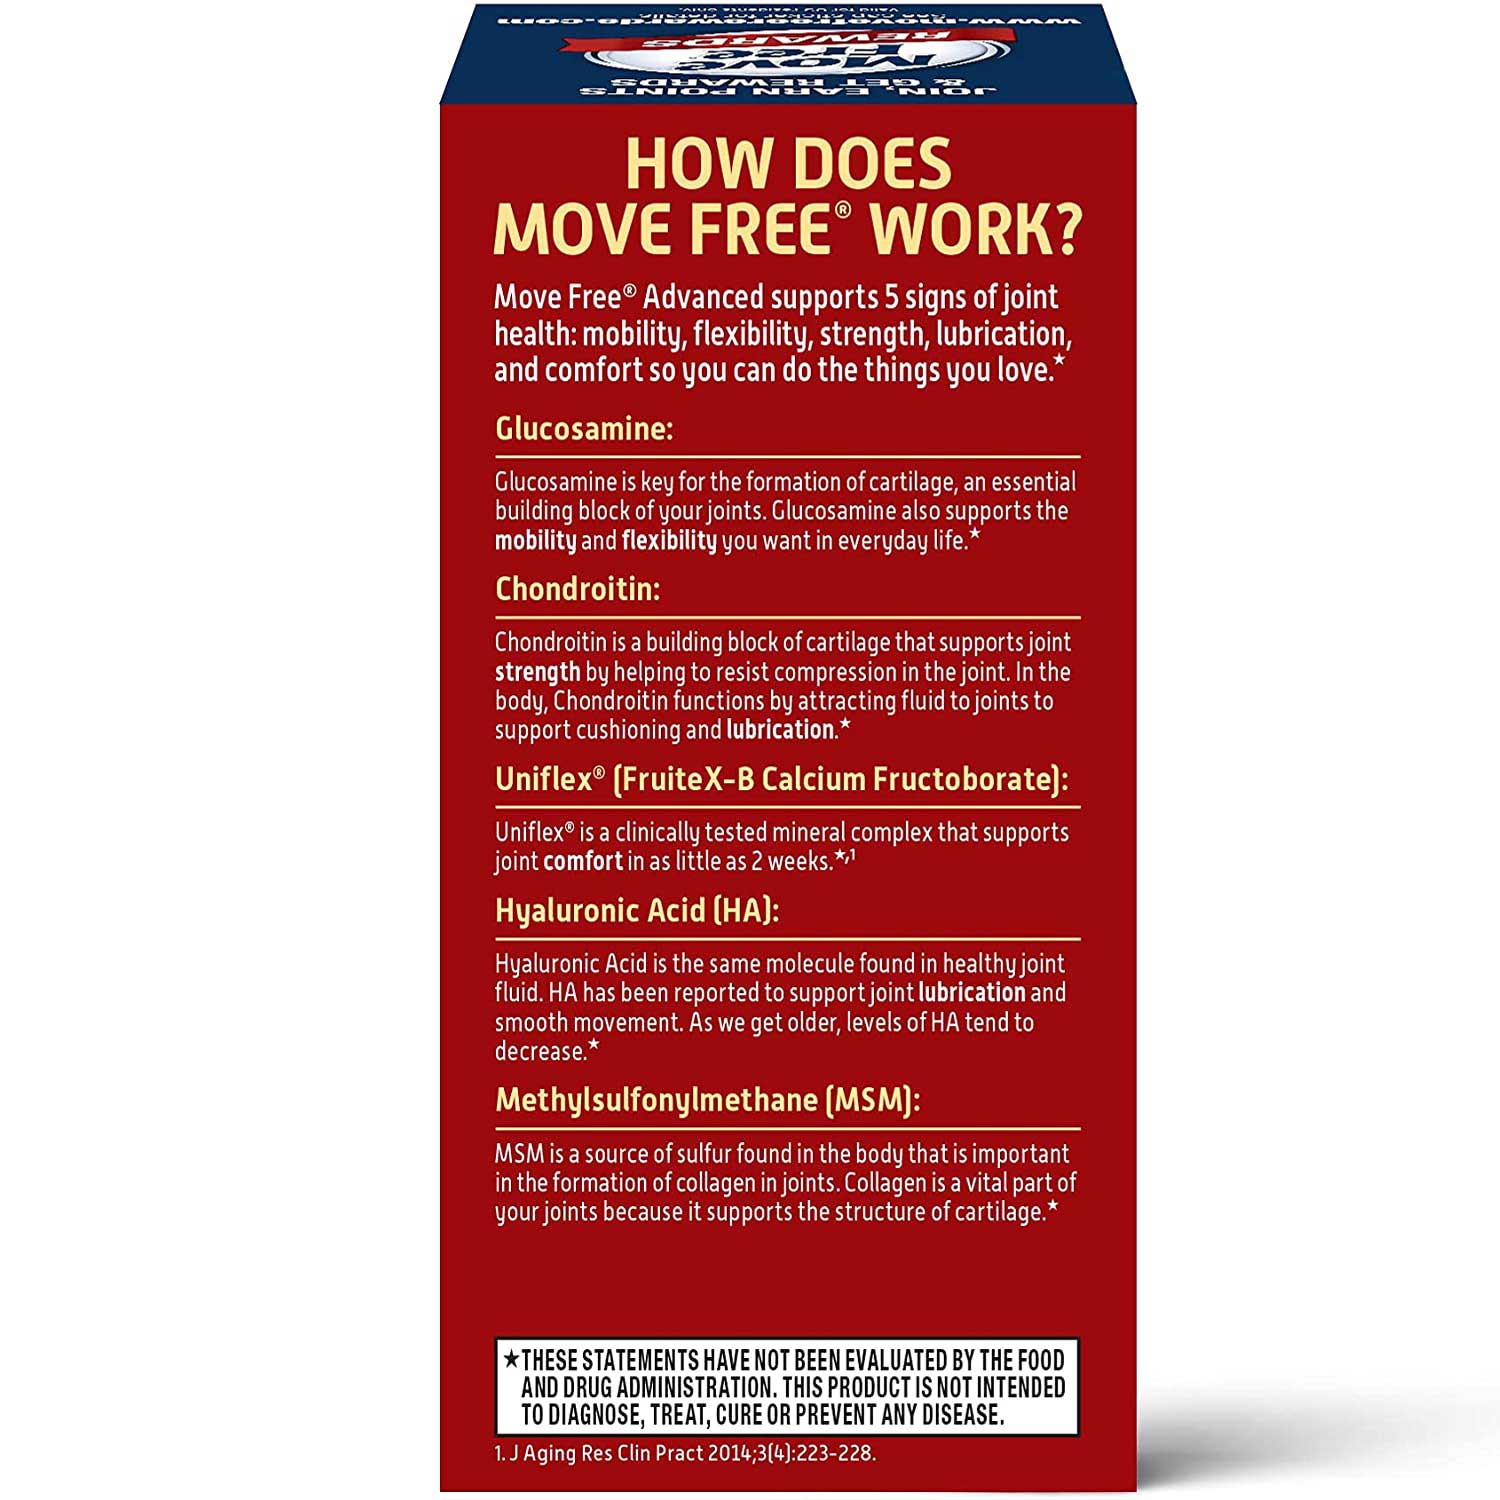 Valid for US residents only.
See cap sticker for details
www.movefreerewards.com
REWARDS
Move
Free
& GET REWARDS
JOIN, EARN POINTS
HOW DOES
MOVE FREE® WORK?
Move Free® Advanced supports 5 signs of joint
health: mobility, flexibility, strength, lubrication,
and comfort so you can do the things you love.★
Glucosamine:
Glucosamine is key for the formation of cartilage, an essential
building block of your joints. Glucosamine also supports the
mobility and flexibility you want in everyday life.★
Chondroitin:
Chondroitin is a building block of cartilage that supports joint
strength by helping to resist compression in the joint. In the
body, Chondroitin functions by attracting fluid to joints to
support cushioning and lubrication.★
Uniflex® (FruiteX-B Calcium Fructoborate):
Uniflex® is a clinically tested mineral complex that supports
joint comfort in as little as 2 weeks.★,1
Hyaluronic Acid (HA):
Hyaluronic Acid is the same molecule found in healthy joint
fluid. HA has been reported to support joint lubrication and
smooth movement. As we get older, levels of HA tend to
decrease.★
Methylsulfonylmethane (MSM):
MSM is a source of sulfur found in the body that is important
in the formation of collagen in joints. Collagen is a vital part of
your joints because it supports the structure of cartilage.★
★THESE STATEMENTS HAVE NOT BEEN EVALUATED BY THE FOOD
AND DRUG ADMINISTRATION. THIS PRODUCT IS NOT INTENDED
TO DIAGNOSE, TREAT, CURE OR PREVENT ANY DISEASE.
1. J Aging Res Clin Pract 2014;3(4):223-228.